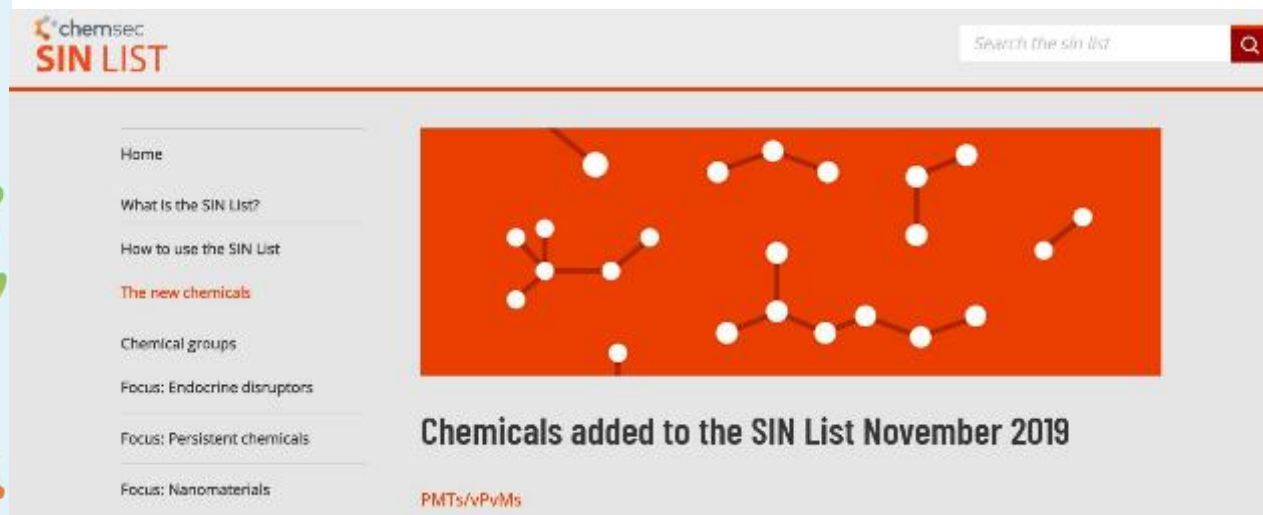 chemsec
SIN LIST
Search the sin list
Home
What is the SIN List?
How to use the SIN List
The new chemicals
Chemical groups
Focus: Endocrine disruptors
Focus: Persistent chemicals
Focus: Nanomaterials
Chemicals added to the SIN List November 2019
PMTs/vPvMs